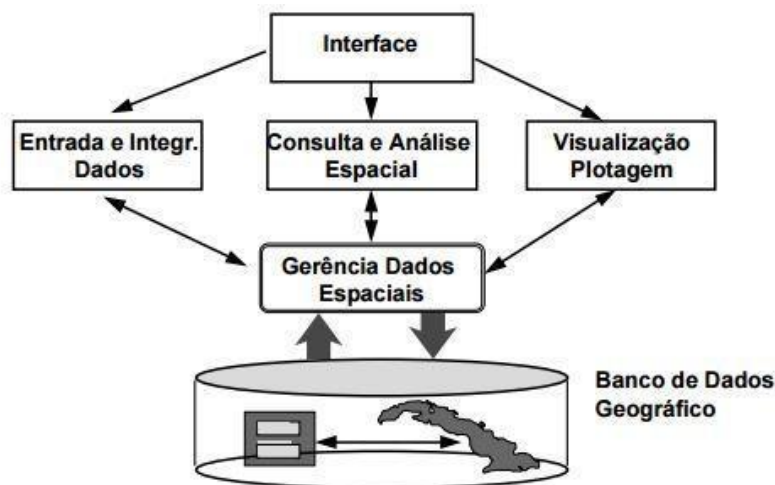 Interface
Entrada e Integr.
Dados
Consulta e Análise
Espacial
Visualização
Plotagem
Gerência Dados
Espaciais
Banco de Dados
Geográfico